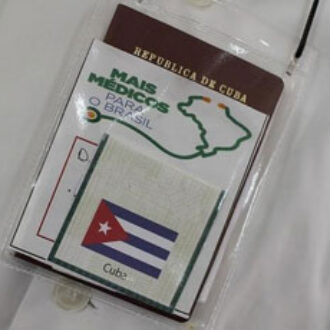 REPUBLICA DE CUBA
MAIS
MÉDICOS
PARA
O BRASIL
Cuba